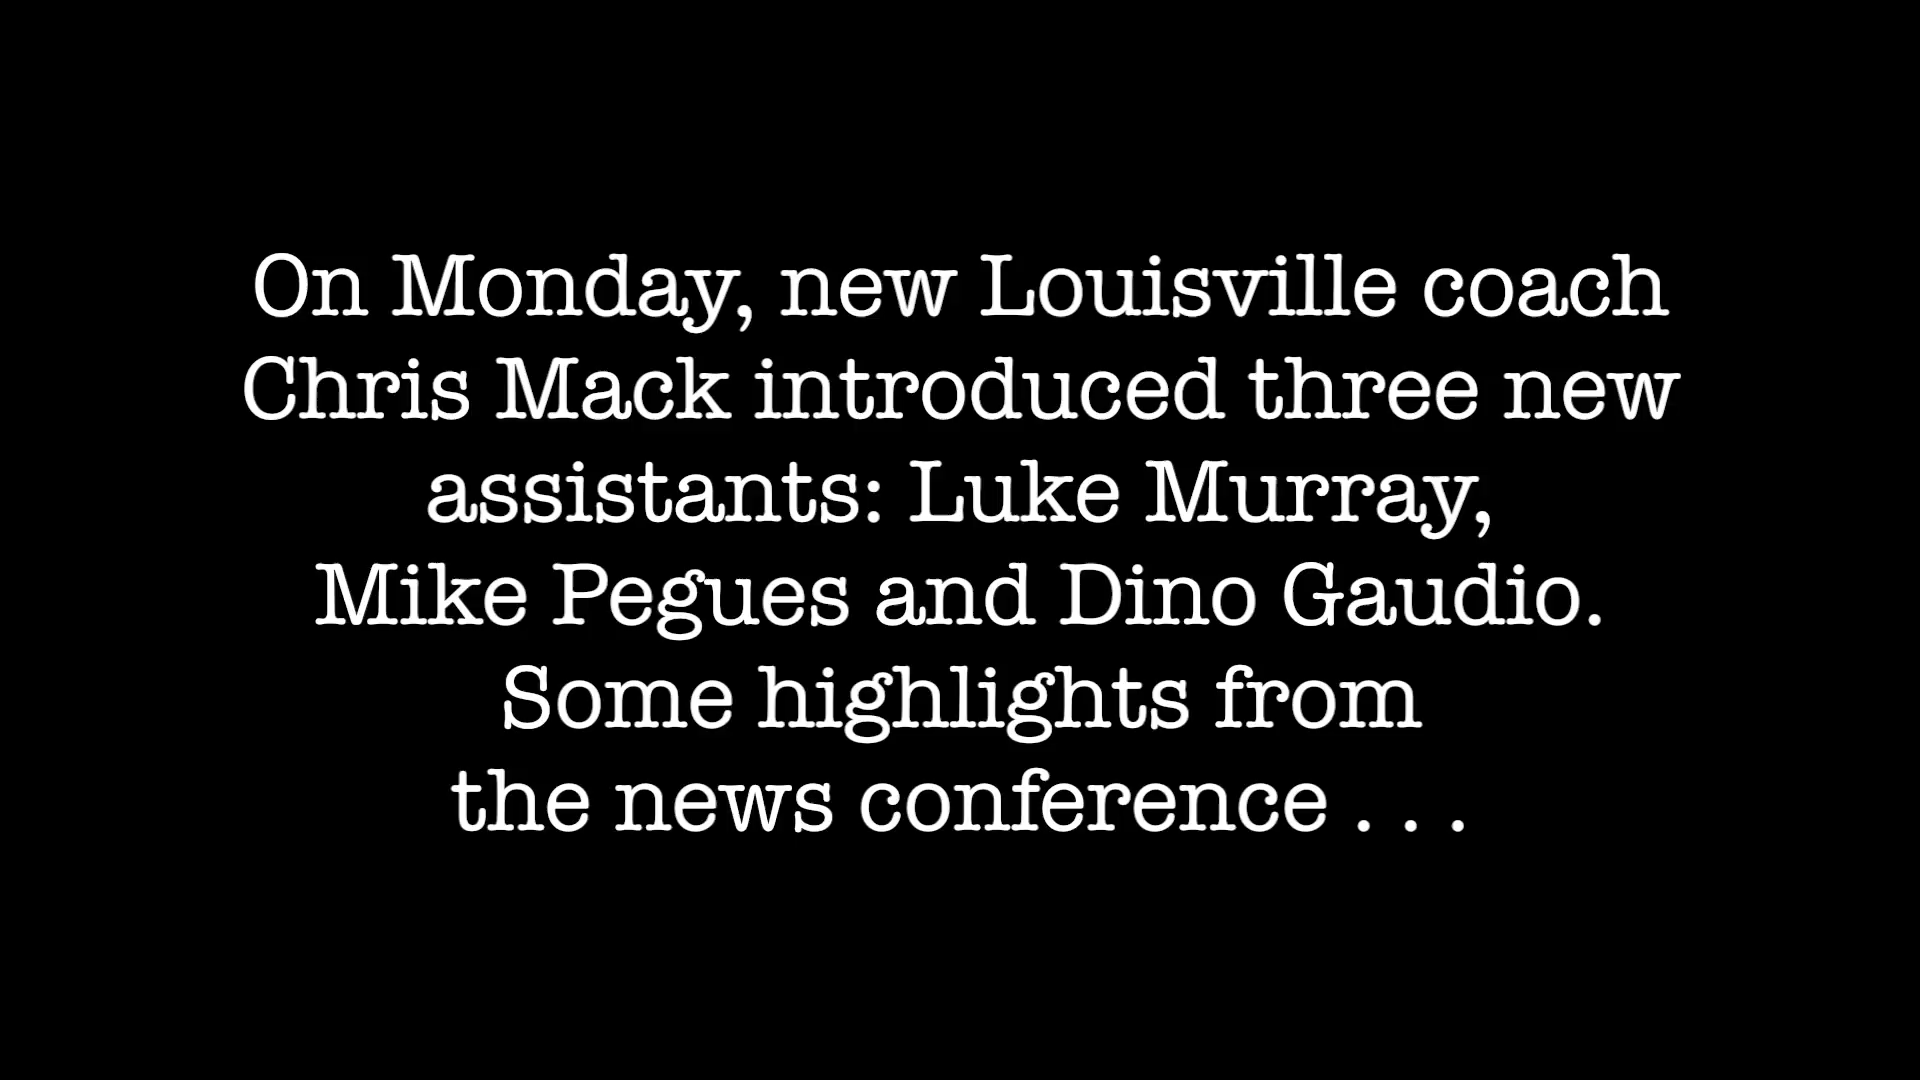 On Monday, new Louisville coach
Chris Mack introduced three new
assistants: Luke Murray,
Mike Pegues and Dino Gaudio.
Some highlights from
the news conference . . .